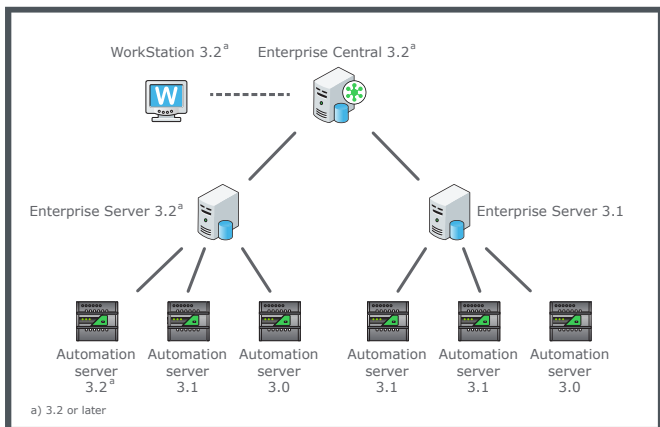 WorkStation 3.2a
Enterprise Central 3.2a
W
Enterprise Server 3.2a
Enterprise Server 3.1
Automation
server
3.2a
Automation
server
3.1
Automation
server
3.0
Automation
server
3.1
Automation
server
3.1
Automation
server
3.0
a) 3.2 or later